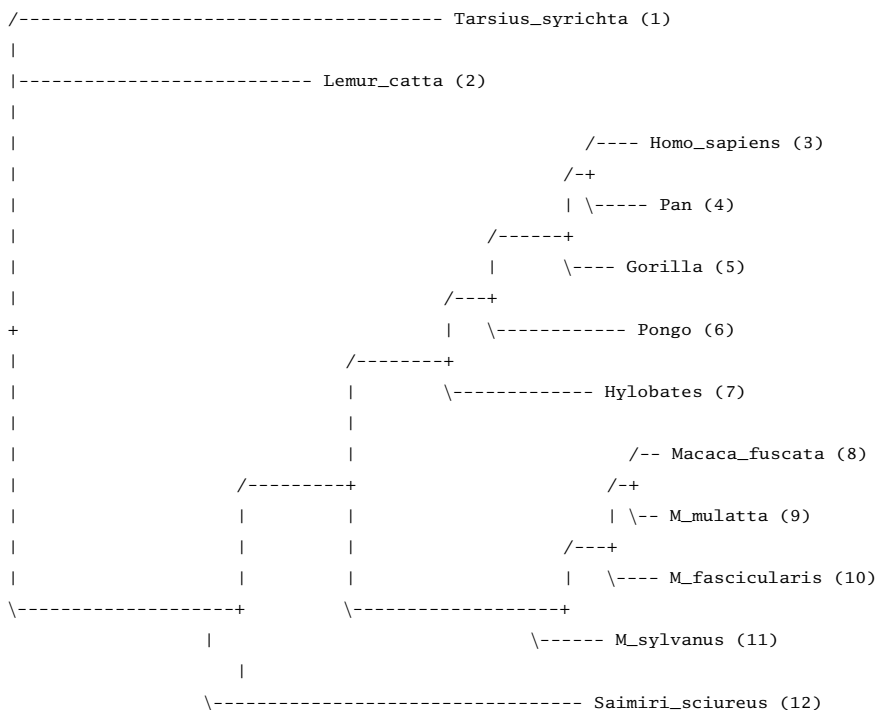 /--------------------------------------- Tarsius_syrichta (1)
|
|--------------------------- Lemur_catta (2)
|
|                                                    /---- Homo_sapiens (3)
|                                                  /-+
|                                                  | \----- Pan (4)
|                                           /------+
|                                           |      \---- Gorilla (5)
|                                       /---+
+                                       |   \------------ Pongo (6)
|                              /--------+
|                              |        \------------- Hylobates (7)
|                              |
|                              |                         /-- Macaca_fuscata (8)
|                    /---------+                       /-+
|                    |         |                       | \-- M_mulatta (9)
|                    |         |                   /---+
|                    |         |                   |   \---- M_fascicularis (10)
\--------------------+         \-------------------+
                  |                             \------ M_sylvanus (11)
                     |
                  \---------------------------------- Saimiri_sciureus (12)